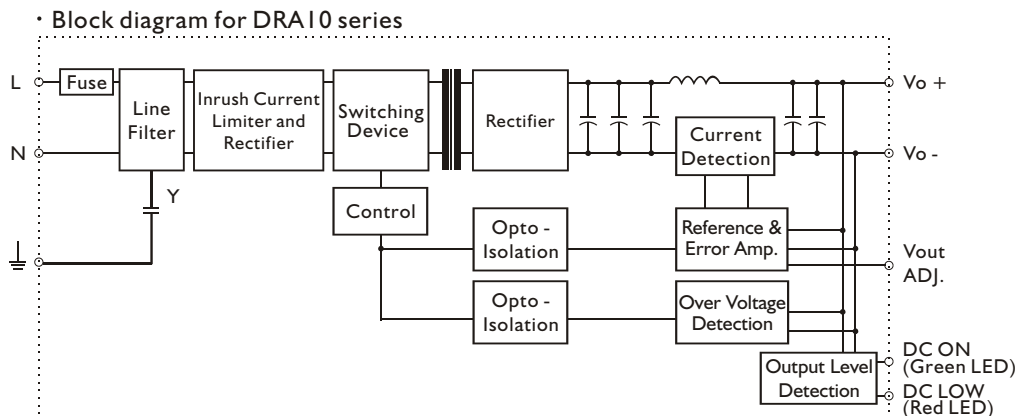 · Block diagram for DRA10 series
L
Fuse
Line
Filter
Inrush Current
Limiter and
Rectifier
Switching
Device
Rectifier
Current
Detection
Vo +
N
Vo -
Y
Control
Opto -
Isolation
Reference &
Error Amp.
Vout
ADJ.
Opto -
Isolation
Over Voltage
Detection
Output Level
Detection
DC ON
(Green LED)
DC LOW
(Red LED)